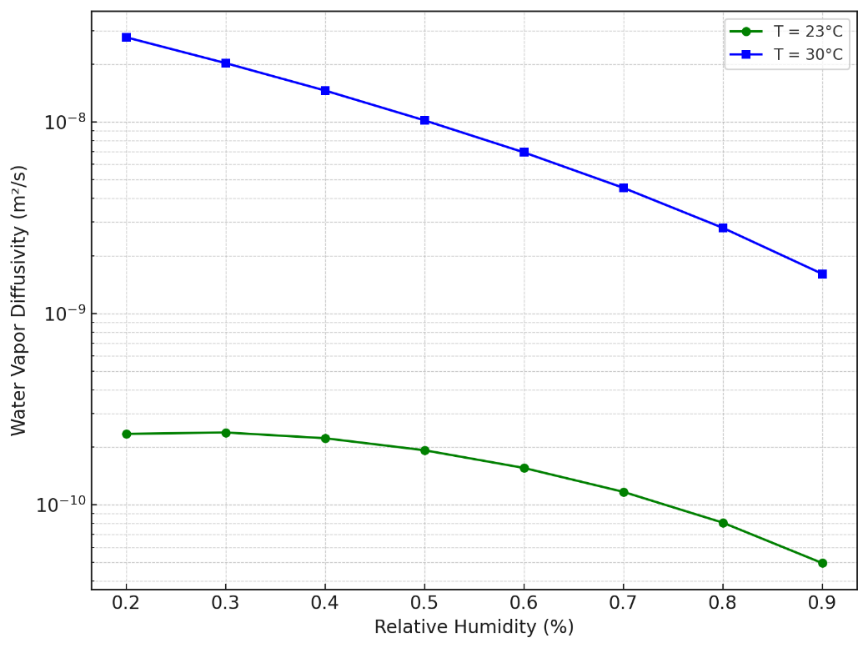 T = 23°C
T = 30°C
Water Vapor Diffusivity (m²/s)
10⁻⁸
10⁻⁹
10⁻¹⁰
0.2 0.3 0.4 0.5 0.6 0.7 0.8 0.9
Relative Humidity (%)